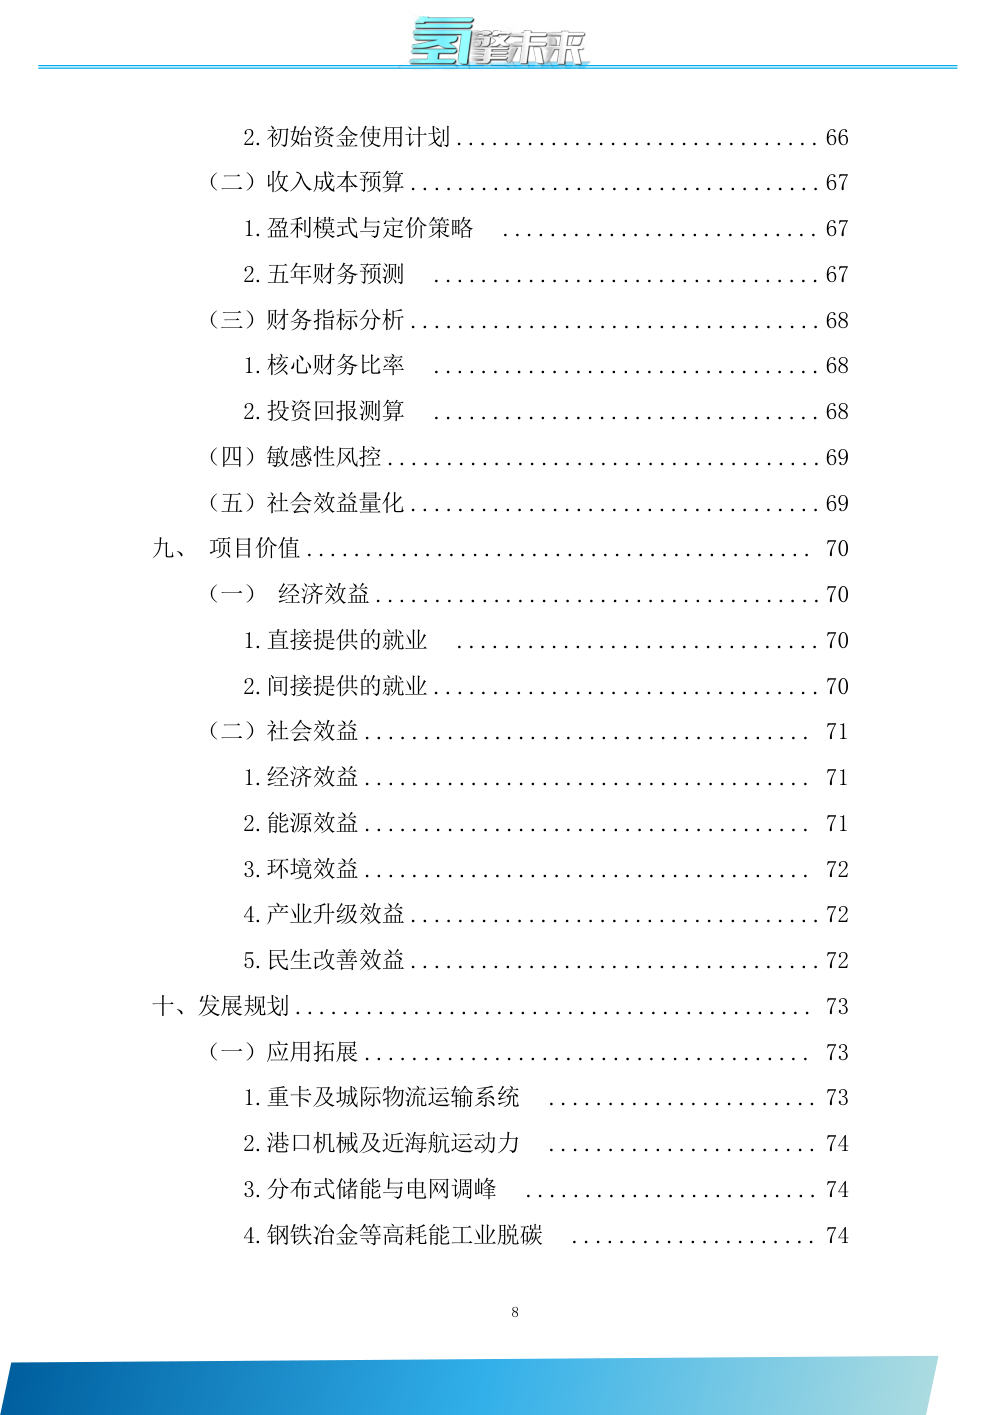 氢擎未来
2.初始资金使用计划...............................66
（二）收入成本预算...................................67
1.盈利模式与定价策略 ...........................67
2.五年财务预测 .................................67
（三）财务指标分析...................................68
1.核心财务比率 .................................68
2.投资回报测算 .................................68
（四）敏感性风控.....................................69
（五）社会效益量化...................................69
九、 项目价值........................................... 70
（一） 经济效益......................................70
1.直接提供的就业 ...............................70
2.间接提供的就业.................................70
（二）社会效益...................................... 71
1.经济效益...................................... 71
2.能源效益...................................... 71
3.环境效益...................................... 72
4.产业升级效益...................................72
5.民生改善效益...................................72
十、发展规划............................................ 73
（一）应用拓展...................................... 73
1.重卡及城际物流运输系统 ....................... 73
2.港口机械及近海航运动力 ....................... 74
3.分布式储能与电网调峰 ......................... 74
4.钢铁冶金等高耗能工业脱碳 ..................... 74
8